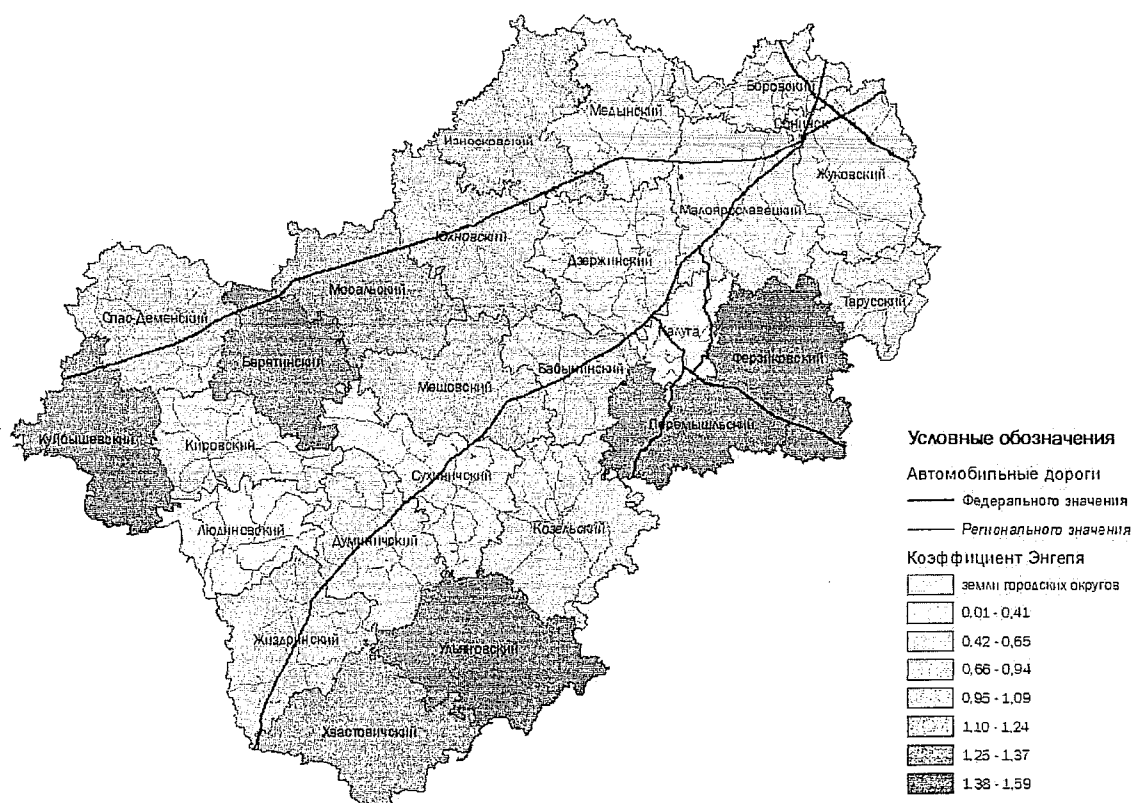 Боровский
Обнинск
Медынский
Износковский
Жуковский
Малоярославецкий
Юхновский
Дзержинский
Мосальский
Тарусский
Спас-Деменский
Калуга
Ферзиковский
Барятинский
Бабынинский
Мещовский
Перемышльский
Куйбышевский
Кировский
Сухиничский
Людиновский
Думиничский
Козельский
Жиздринский
Ульяновский
Хвастовичский
Условные обозначения
Автомобильные дороги
Федерального значения
Регионального значения
Коэффициент Энгеля
земли городских округов
0,01 - 0,41
0,42 - 0,65
0,66 - 0,94
0,95 - 1,09
1,10 - 1,24
1,25 - 1,37
1,38 - 1,59